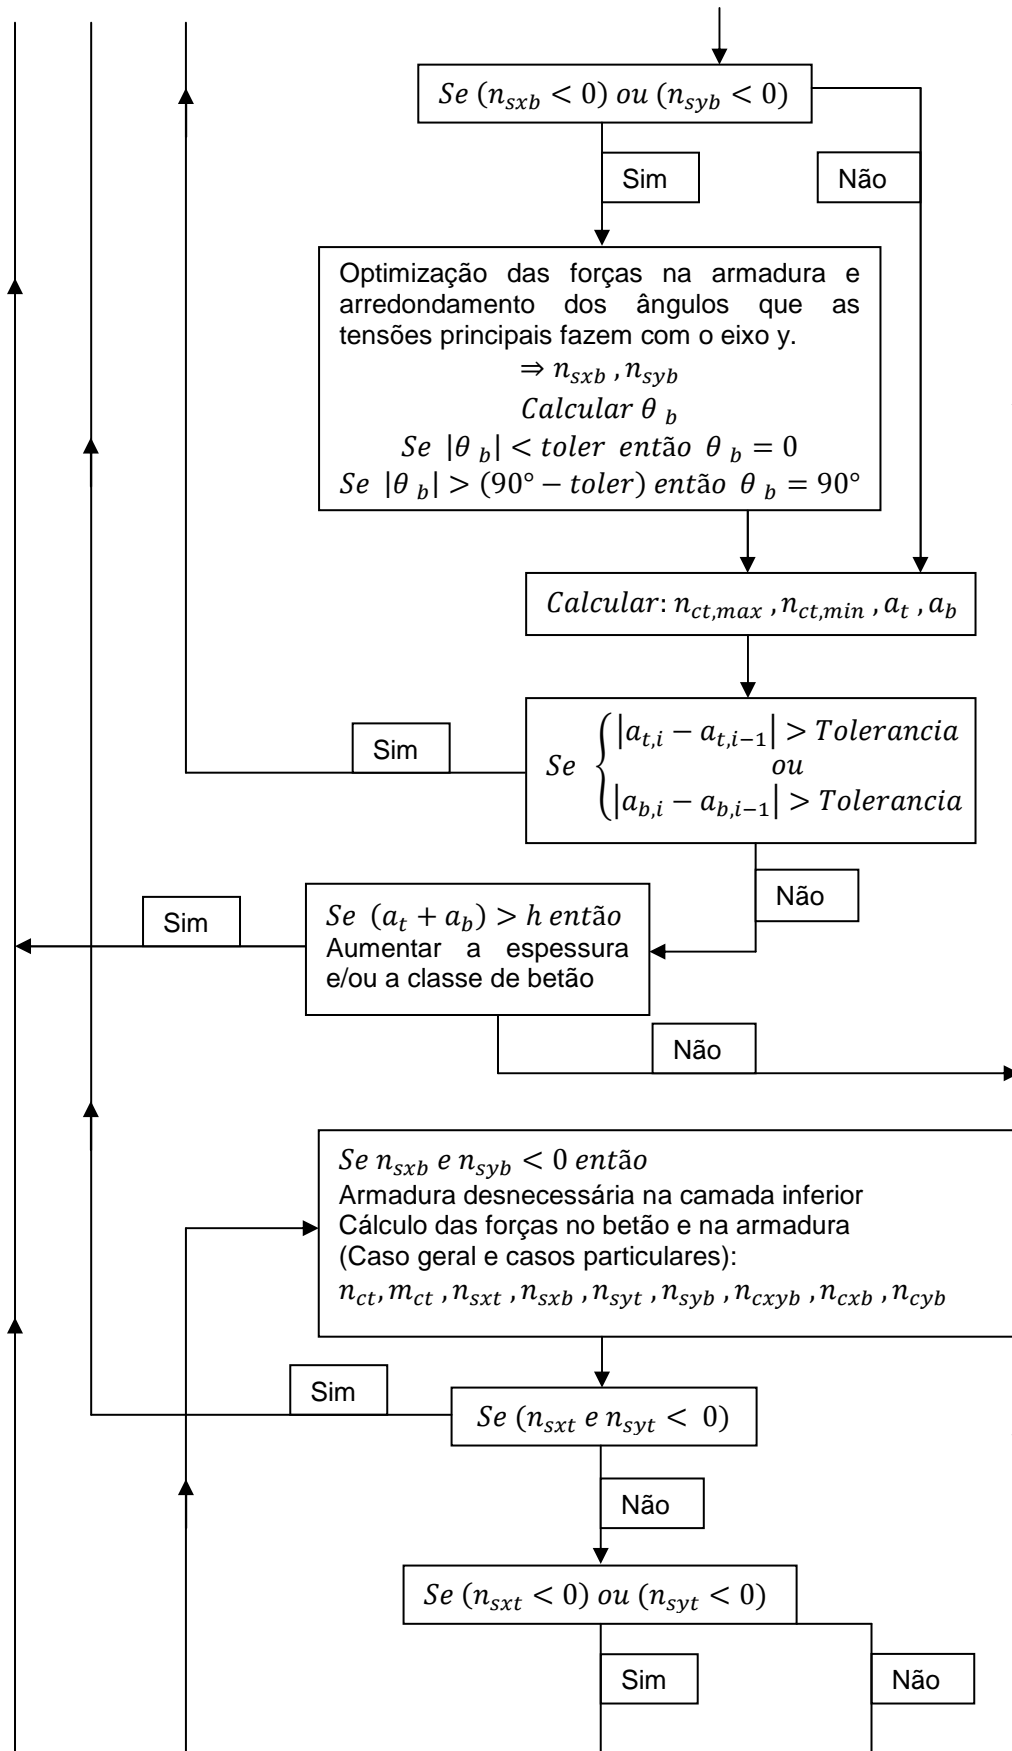 Se (n_sxb < 0) ou (n_syb < 0)
Sim
Não
Optimização das forças na armadura e
arredondamento dos ângulos que as
tensões principais fazem com o eixo y.
⇒ n_sxb , n_syb
Calcular θ_b
Se |θ_b| < toler então θ_b = 0
Se |θ_b| > (90° − toler) então θ_b = 90°
Calcular: n_ct,max , n_ct,min , a_t , a_b
Sim
Se { |a_t,i − a_t,i−1| > Tolerancia
ou
|a_b,i − a_b,i−1| > Tolerancia
Não
Sim
Se (a_t + a_b) > h então
Aumentar a espessura
e/ou a classe de betão
Não
Se n_sxb e n_syb < 0 então
Armadura desnecessária na camada inferior
Cálculo das forças no betão e na armadura
(Caso geral e casos particulares):
n_ct, m_ct , n_sxt , n_sxb , n_syt , n_syb , n_cxyb , n_cxb , n_cyb
Sim
Se (n_sxt e n_syt < 0)
Não
Se (n_sxt < 0) ou (n_syt < 0)
Sim
Não